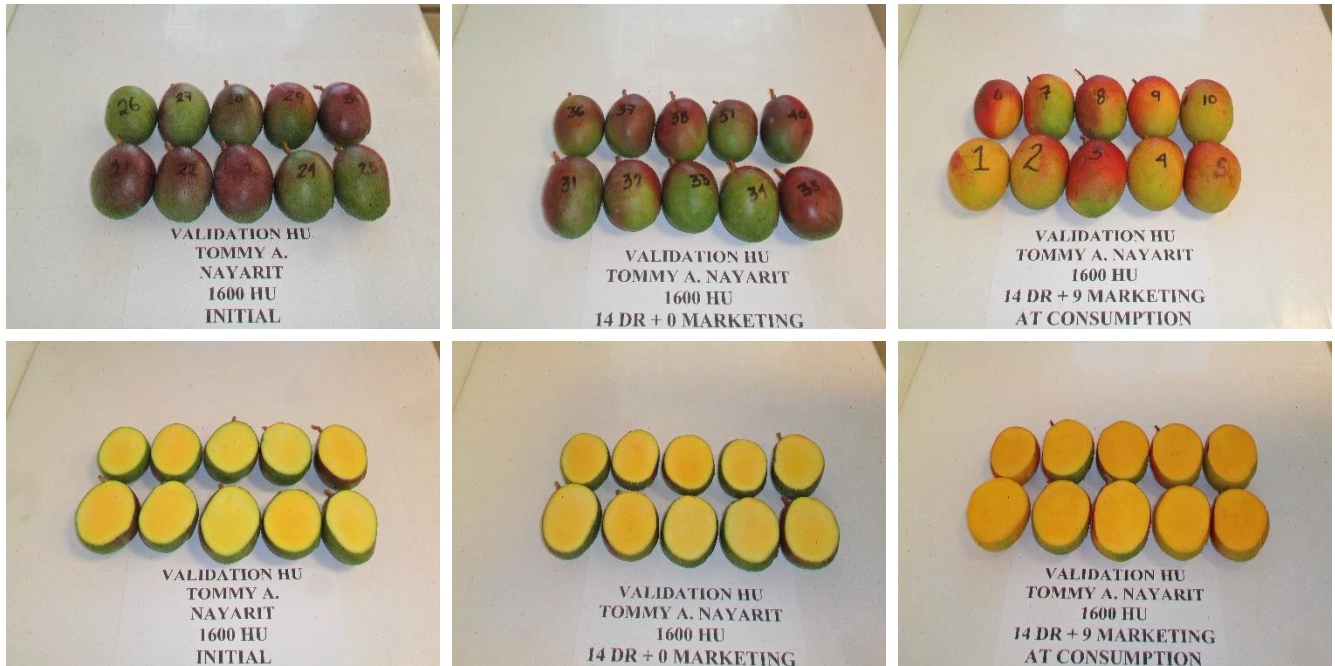 26 27 29
22 24 25
VALIDATION HU
TOMMY A.
NAYARIT
1600 HU
INITIAL
36 37 38 40
31 32 33 34 35
VALIDATION HU
TOMMY A. NAYARIT
1600 HU
14 DR + 0 MARKETING
6 7 8 9 10
1 2 3 4 5
VALIDATION HU
TOMMY A. NAYARIT
1600 HU
14 DR + 9 MARKETING
AT CONSUMPTION
VALIDATION HU
TOMMY A.
NAYARIT
1600 HU
INITIAL
VALIDATION HU
TOMMY A. NAYARIT
1600 HU
14 DR + 0 MARKETING
VALIDATION HU
TOMMY A. NAYARIT
1600 HU
14 DR + 9 MARKETING
AT CONSUMPTION